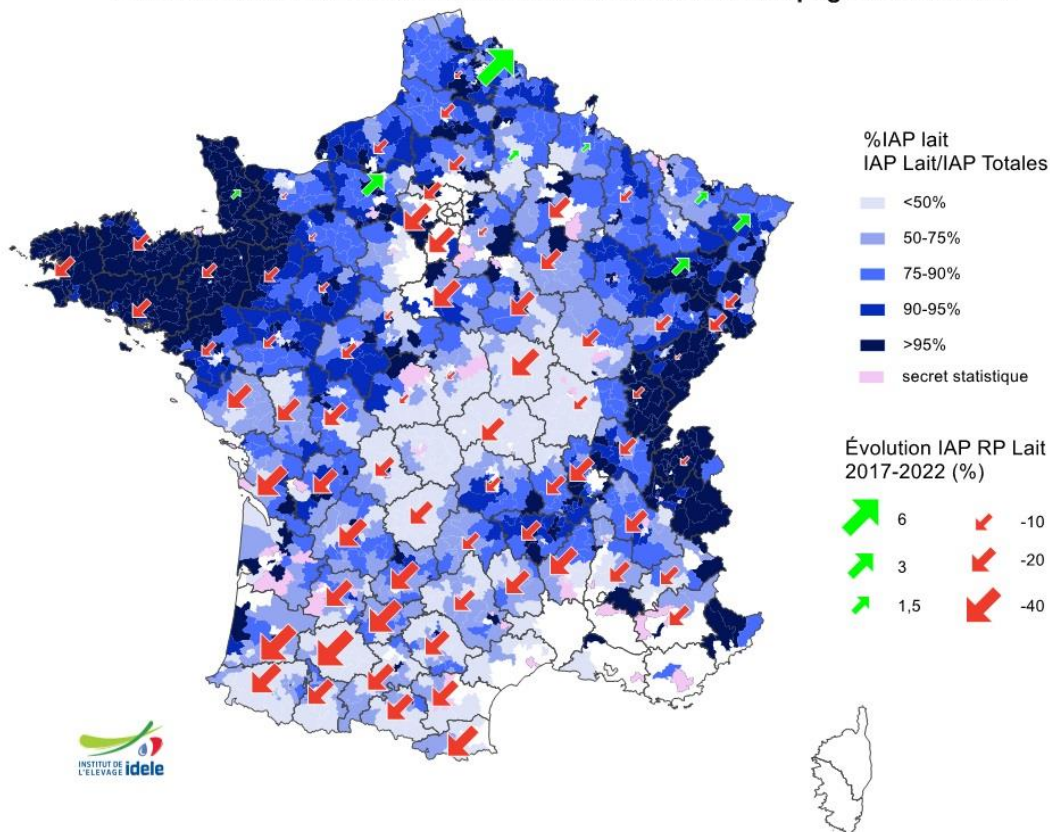 %IAP lait
IAP Lait/IAP Totales
<50%
50-75%
75-90%
90-95%
>95%
secret statistique
Évolution IAP RP Lait
2017-2022 (%)
6
-10
3
-20
1,5
-40
INSTITUT DE
L'ELEVAGE idele